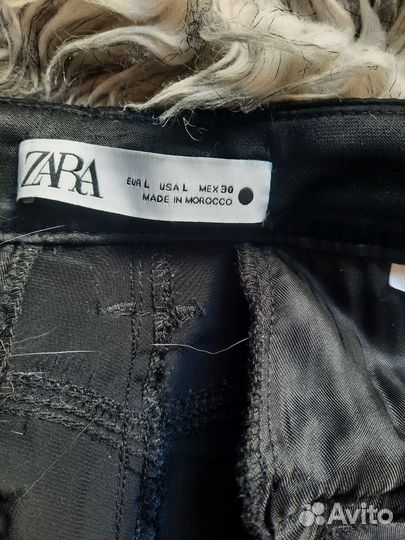 ZARA
EUR L USA L MEX 30
MADE IN MOROCCO
Avito